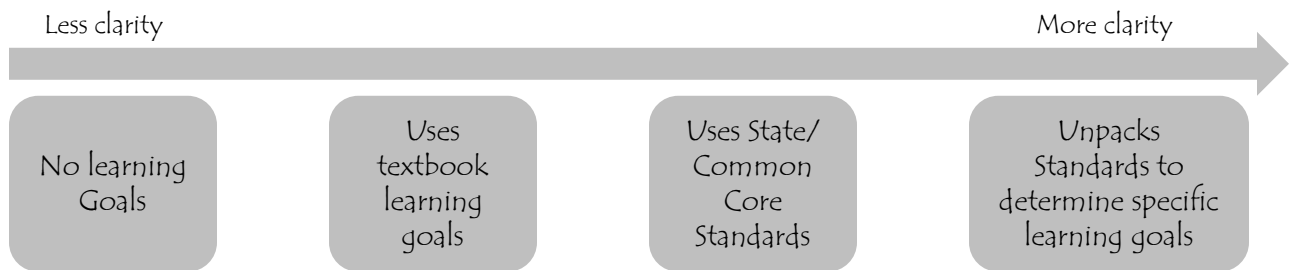 Less clarity
More clarity
No learning
Goals
Uses
textbook
learning
goals
Uses State/
Common
Core
Standards
Unpacks
Standards to
determine specific
learning goals